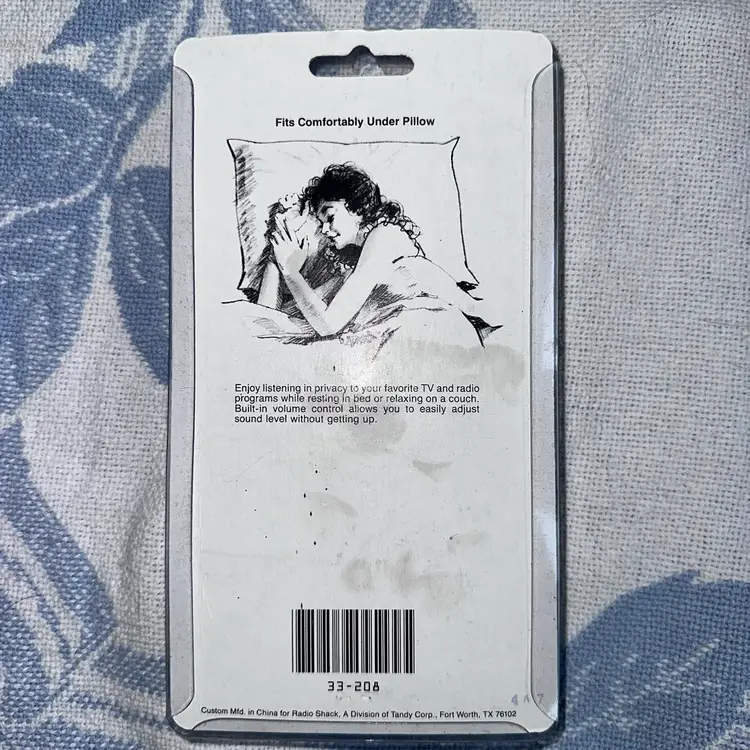 Fits Comfortably Under Pillow
Enjoy listening in privacy to your favorite TV and radio
programs while resting in bed or relaxing on a couch.
Built-in volume control allows you to easily adjust
sound level without getting up.
33-208
4A7
Custom Mfd. in China for Radio Shack, A Division of Tandy Corp., Fort Worth, TX 76102